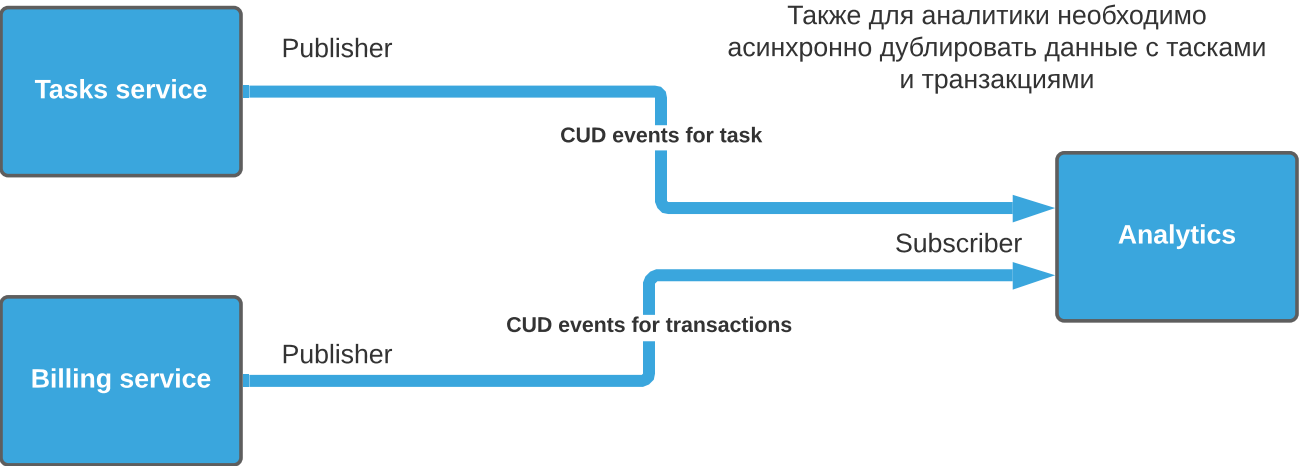 Также для аналитики необходимо
асинхронно дублировать данные с тасками
и транзакциями
Publisher
Tasks service
CUD events for task
Subscriber
Analytics
CUD events for transactions
Publisher
Billing service